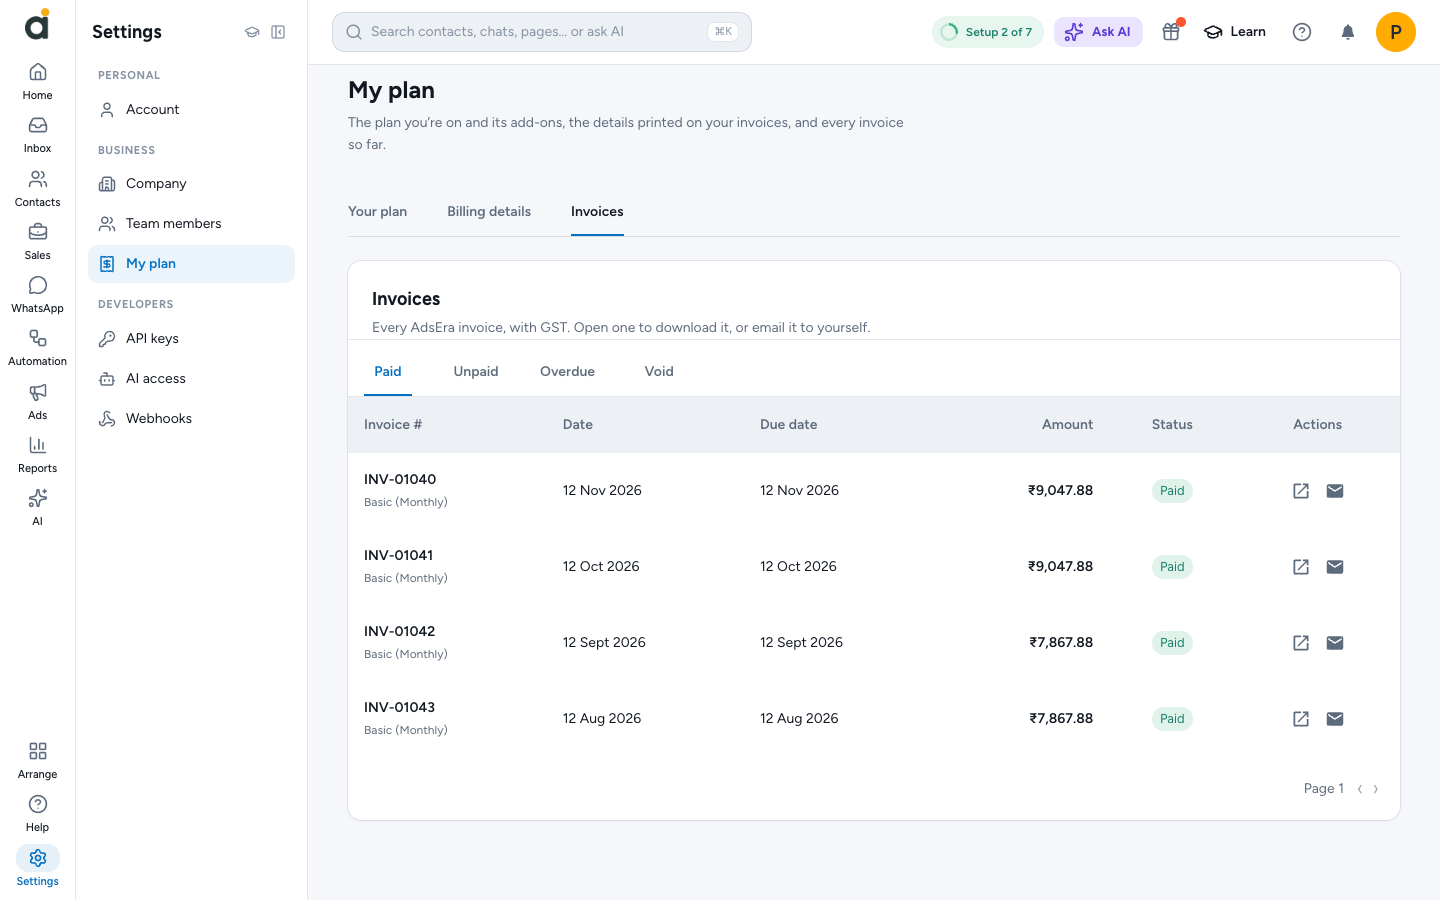 Settings
Search contacts, chats, pages... or ask AI
⌘K
Setup 2 of 7
Ask AI
Learn
P
Home
Inbox
Contacts
Sales
WhatsApp
Automation
Ads
Reports
AI
Arrange
Help
Settings
PERSONAL
Account
BUSINESS
Company
Team members
My plan
DEVELOPERS
API keys
AI access
Webhooks
My plan
The plan you're on and its add-ons, the details printed on your invoices, and every invoice
so far.
Your plan Billing details Invoices
Invoices
Every AdsEra invoice, with GST. Open one to download it, or email it to yourself.
Paid Unpaid Overdue Void
Invoice # Date Due date Amount Status Actions
INV-01040
Basic (Monthly)
12 Nov 2026 12 Nov 2026 ₹9,047.88 Paid
INV-01041
Basic (Monthly)
12 Oct 2026 12 Oct 2026 ₹9,047.88 Paid
INV-01042
Basic (Monthly)
12 Sept 2026 12 Sept 2026 ₹7,867.88 Paid
INV-01043
Basic (Monthly)
12 Aug 2026 12 Aug 2026 ₹7,867.88 Paid
Page 1